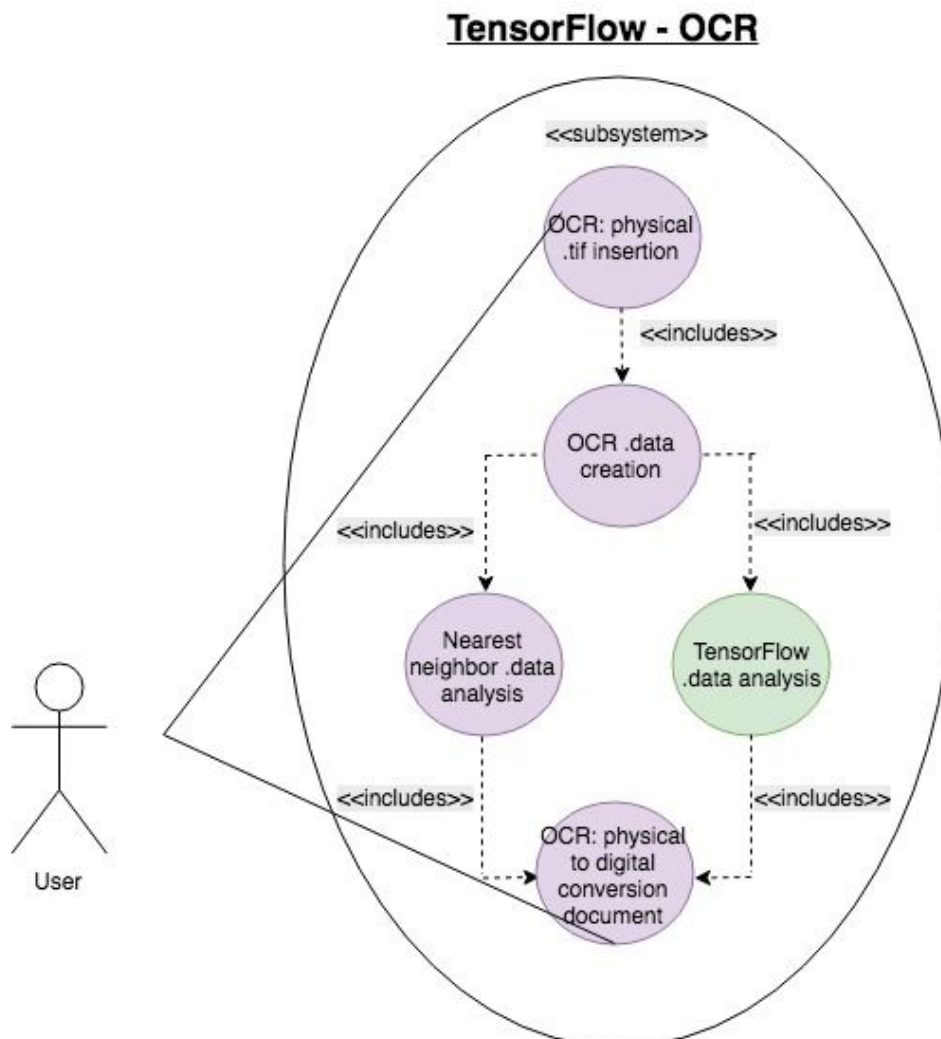 TensorFlow - OCR
<<subsystem>>
OCR: physical
.tif insertion
<<includes>>
OCR .data
creation
<<includes>>
<<includes>>
Nearest
neighbor .data
analysis
TensorFlow
.data analysis
<<includes>>
<<includes>>
OCR: physical
to digital
conversion
document
User